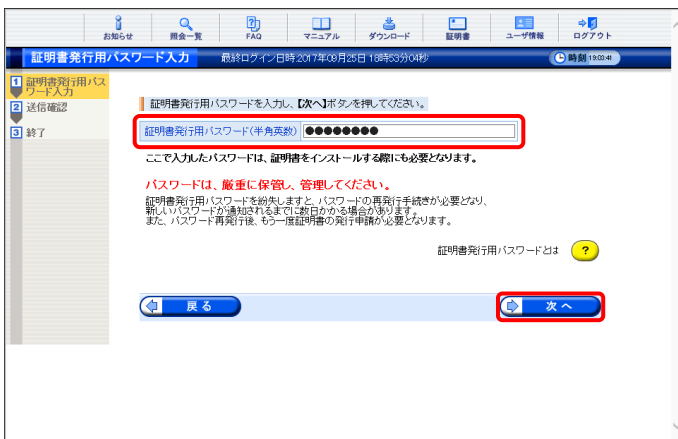 お知らせ 照会一覧 FAQ マニュアル ダウンロード 証明書 ユーザ情報 ログアウト
証明書発行用パスワード入力 最終ログイン日時:2017年09月25日 18時53分04秒 時刻 19:00:41
1 証明書発行用パスワード入力
2 送信確認
3 終了
証明書発行用パスワードを入力し、【次へ】ボタンを押してください。
証明書発行用パスワード(半角英数) ●●●●●●●●
ここで入力したパスワードは、証明書をインストールする際にも必要となります。
パスワードは、厳重に保管し、管理してください。
証明書発行用パスワードを紛失しますと、パスワードの再発行手続きが必要となり、
新しいパスワードが通知されるまでに数日かかる場合があります。
また、パスワード再発行後、もう一度証明書の発行申請が必要となります。
証明書発行用パスワードとは ?
戻る 次へ